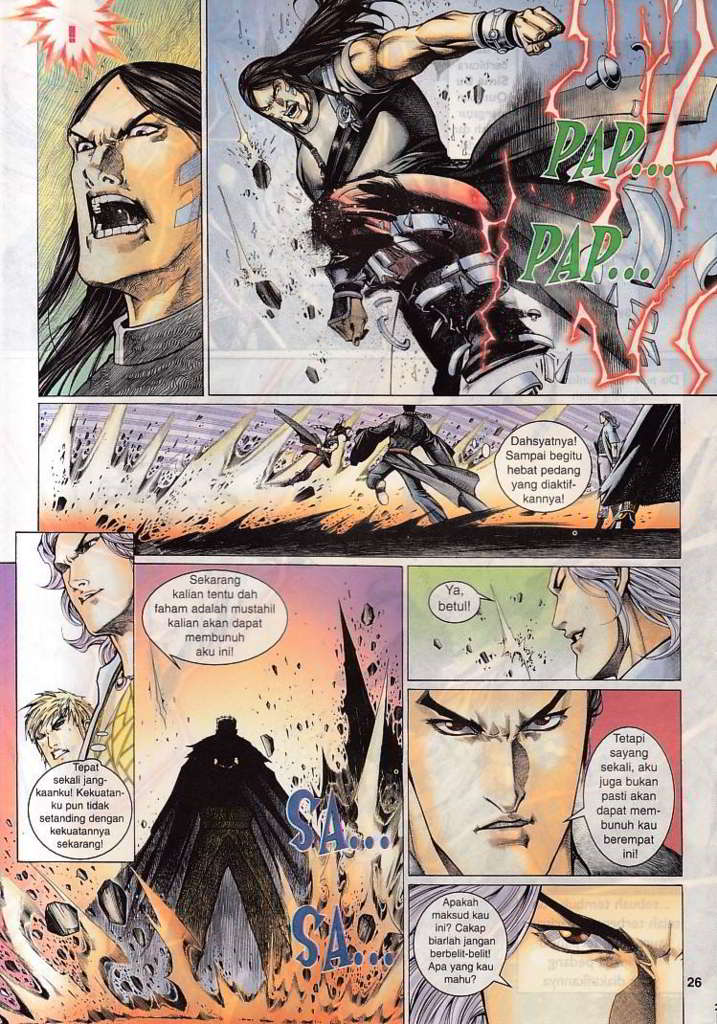 !
PAP...
PAP...
Dahsyatnya!
Sampai begitu
hebat pedang
yang diaktif-
kannya!
Sekarang
kalian tentu dah
faham adalah mustahil
kalian akan dapat
membunuh
aku ini!
Tepat
sekali jang-
kaanku! Kekuatan-
ku pun tidak
setanding dengan
kekuatannya
sekarang!
SA...
SA...
Ya,
betul!
Tetapi
sayang
sekali, aku
juga bukan
pasti akan
dapat mem-
bunuh kau
berempat
ini!
Apakah
maksud kau
ini? Cakap
biarlah jangan
berbelit-belit!
Apa yang kau
mahu?
26